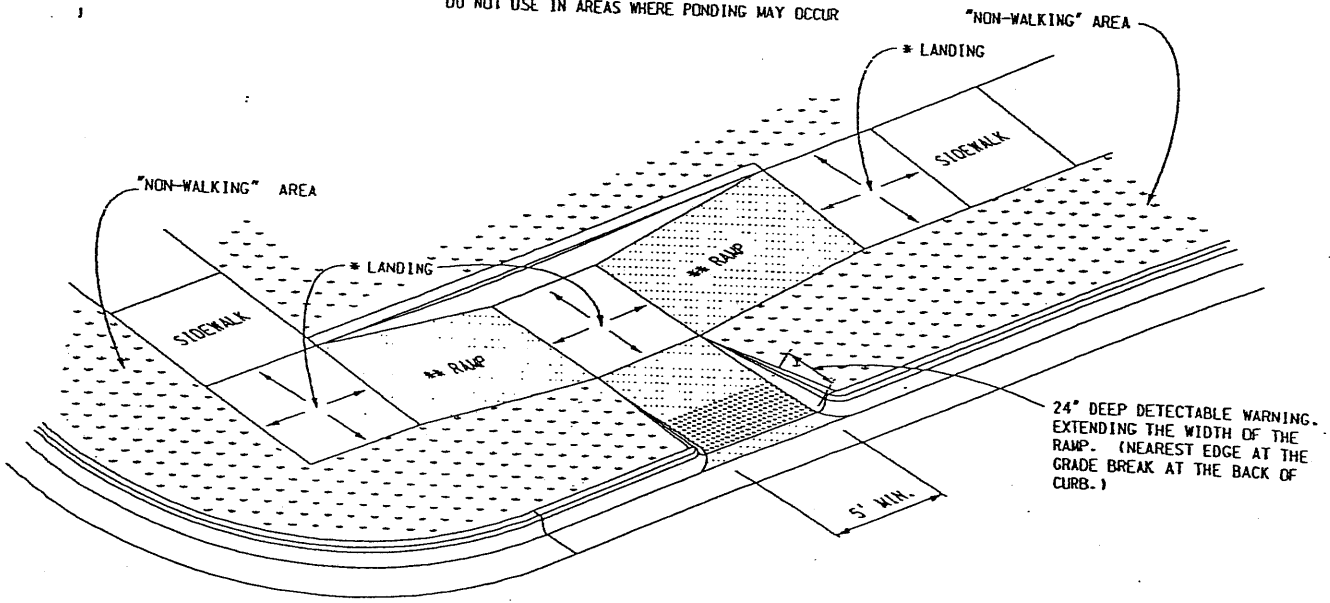 DO NOT USE IN AREAS WHERE PONDING MAY OCCUR
"NON-WALKING" AREA
* LANDING
SIDEWALK
"NON-WALKING" AREA
** RAMP
* LANDING
SIDEWALK
** RAMP
24" DEEP DETECTABLE WARNING.
EXTENDING THE WIDTH OF THE
RAMP. (NEAREST EDGE AT THE
GRADE BREAK AT THE BACK OF
CURB.)
5' MIN.